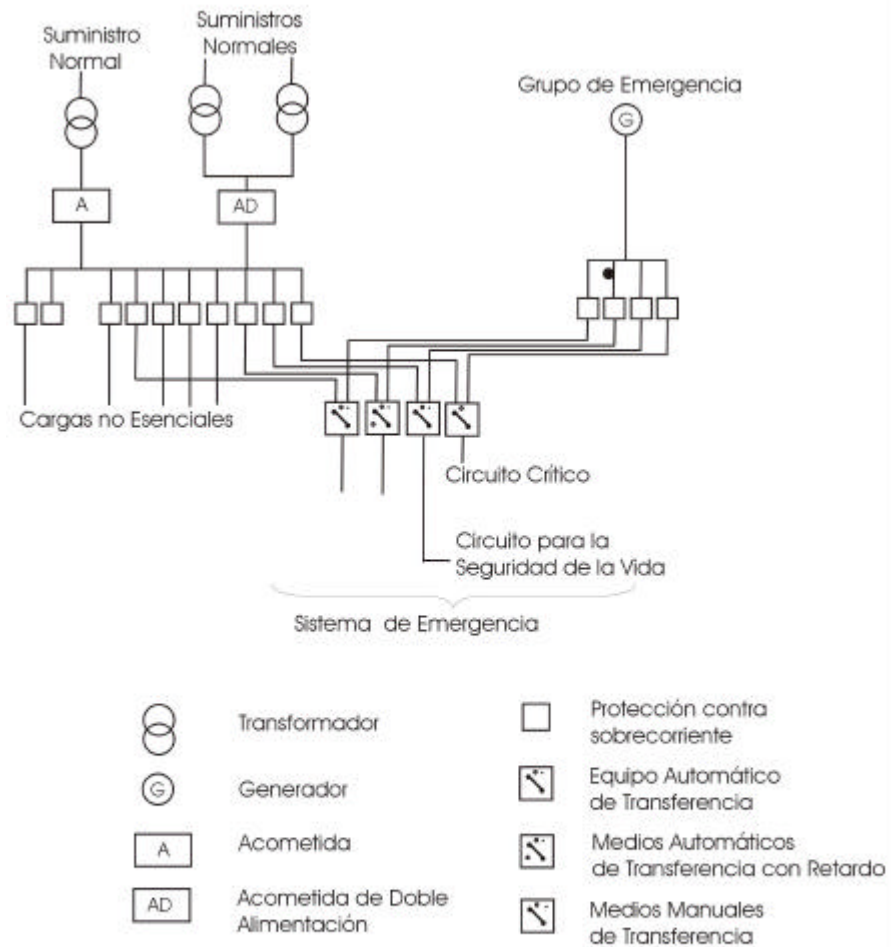 Suministro
Normal
Suministros
Normales
Grupo de Emergencia
G
A
AD
Cargas no Esenciales
Circuito Crítico
Circuito para la
Seguridad de la Vida
Sistema de Emergencia
Transformador
G
Generador
A
Acometida
AD
Acometida de Doble
Alimentación
Protección contra
sobrecorriente
Equipo Automático
de Transferencia
Medios Automáticos
de Transferencia con Retardo
Medios Manuales
de Transferencia